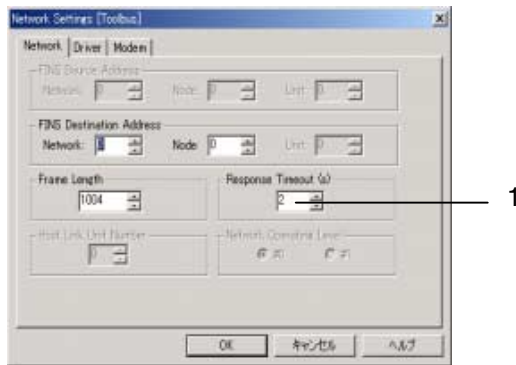 Network Settings [Toolbus]
Network Driver Modem
FINS Source Address
Network: 0 Node: 0 Unit: 0
FINS Destination Address
Network: Node: 0 Unit: 0
Frame Length Response Timeout (s)
1004 2 1
Host Link Unit Number Network Operating Level
0
OK キャンセル ヘルプ